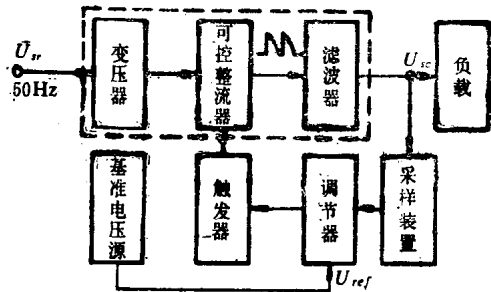 U̇sr
50Hz
变压器
可控整流器
滤波器
Usc
负载
基准电压源
触发器
调节器
采样装置
Uref